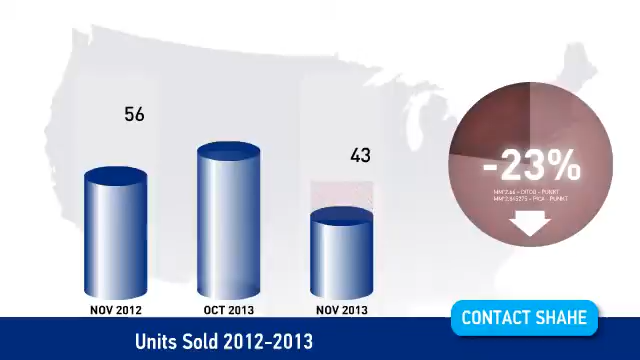 56
43
-23%
NOV 2012
OCT 2013
NOV 2013
CONTACT SHAHE
Units Sold 2012-2013